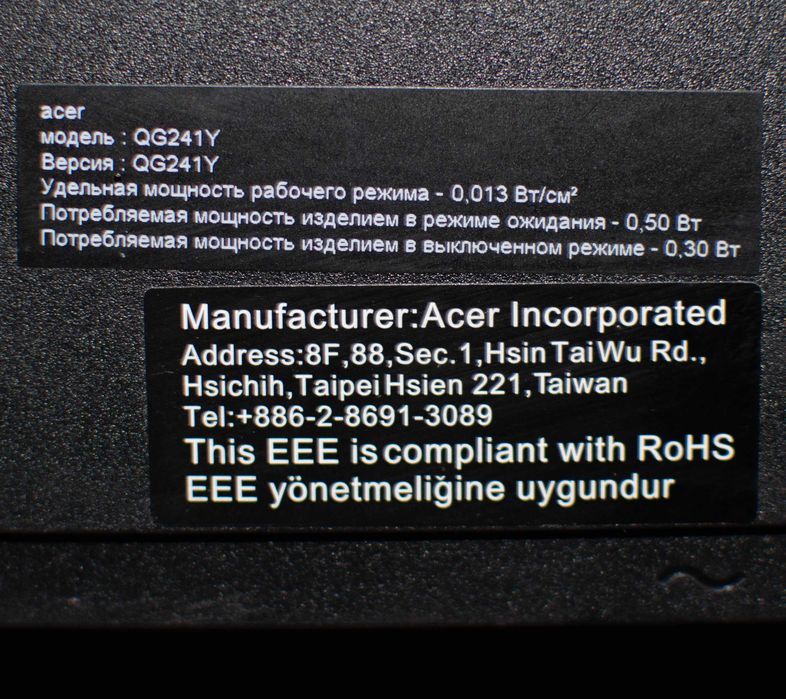 acer
модель : QG241Y
Версия : QG241Y
Удельная мощность рабочего режима - 0,013 Вт/см²
Потребляемая мощность изделием в режиме ожидания - 0,50 Вт
Потребляемая мощность изделием в выключенном режиме - 0,30 Вт
Manufacturer:Acer Incorporated
Address:8F,88,Sec.1,Hsin Tai Wu Rd.,
Hsichih,Taipei Hsien 221,Taiwan
Tel:+886-2-8691-3089
This EEE is compliant with RoHS
EEE yönetmeliğine uygundur